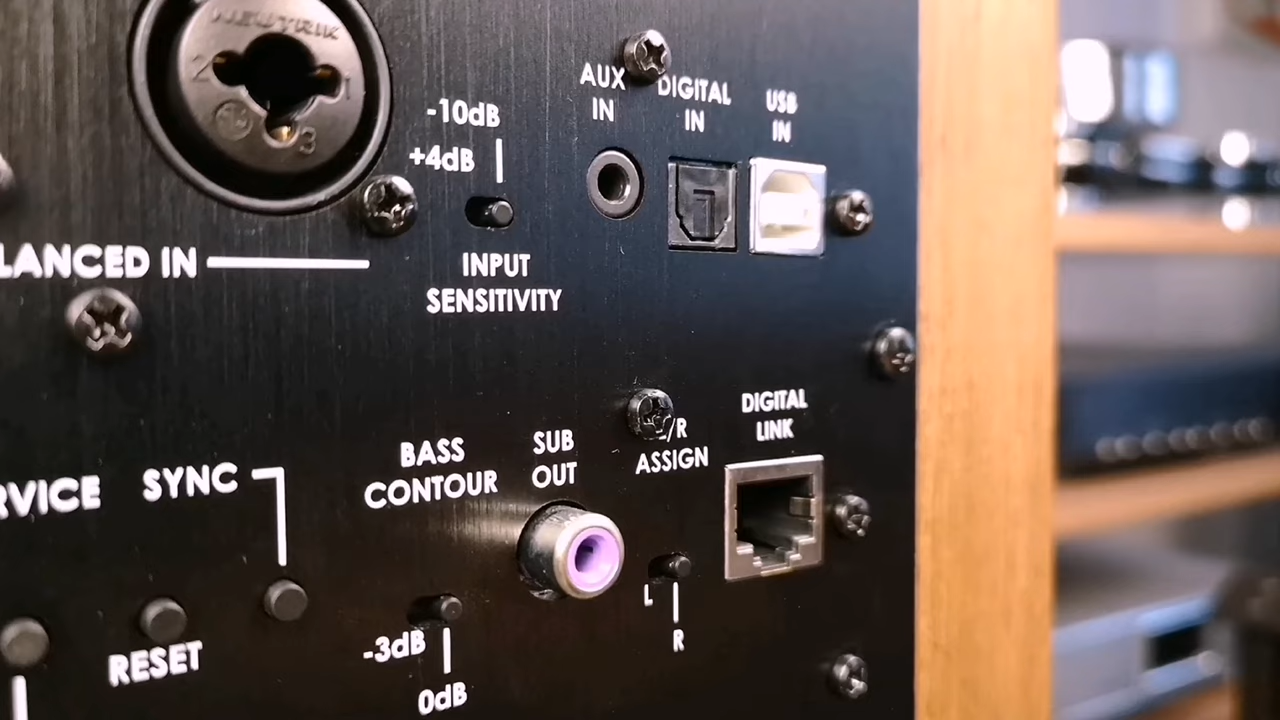 NEUTRIK
2 1
3
-10dB
+4dB
AUX
IN
DIGITAL
IN
USB
IN
LANCED IN
INPUT
SENSITIVITY
RVICE
SYNC
BASS
CONTOUR
SUB
OUT
/R
ASSIGN
DIGITAL
LINK
RESET
-3dB
0dB
L
R